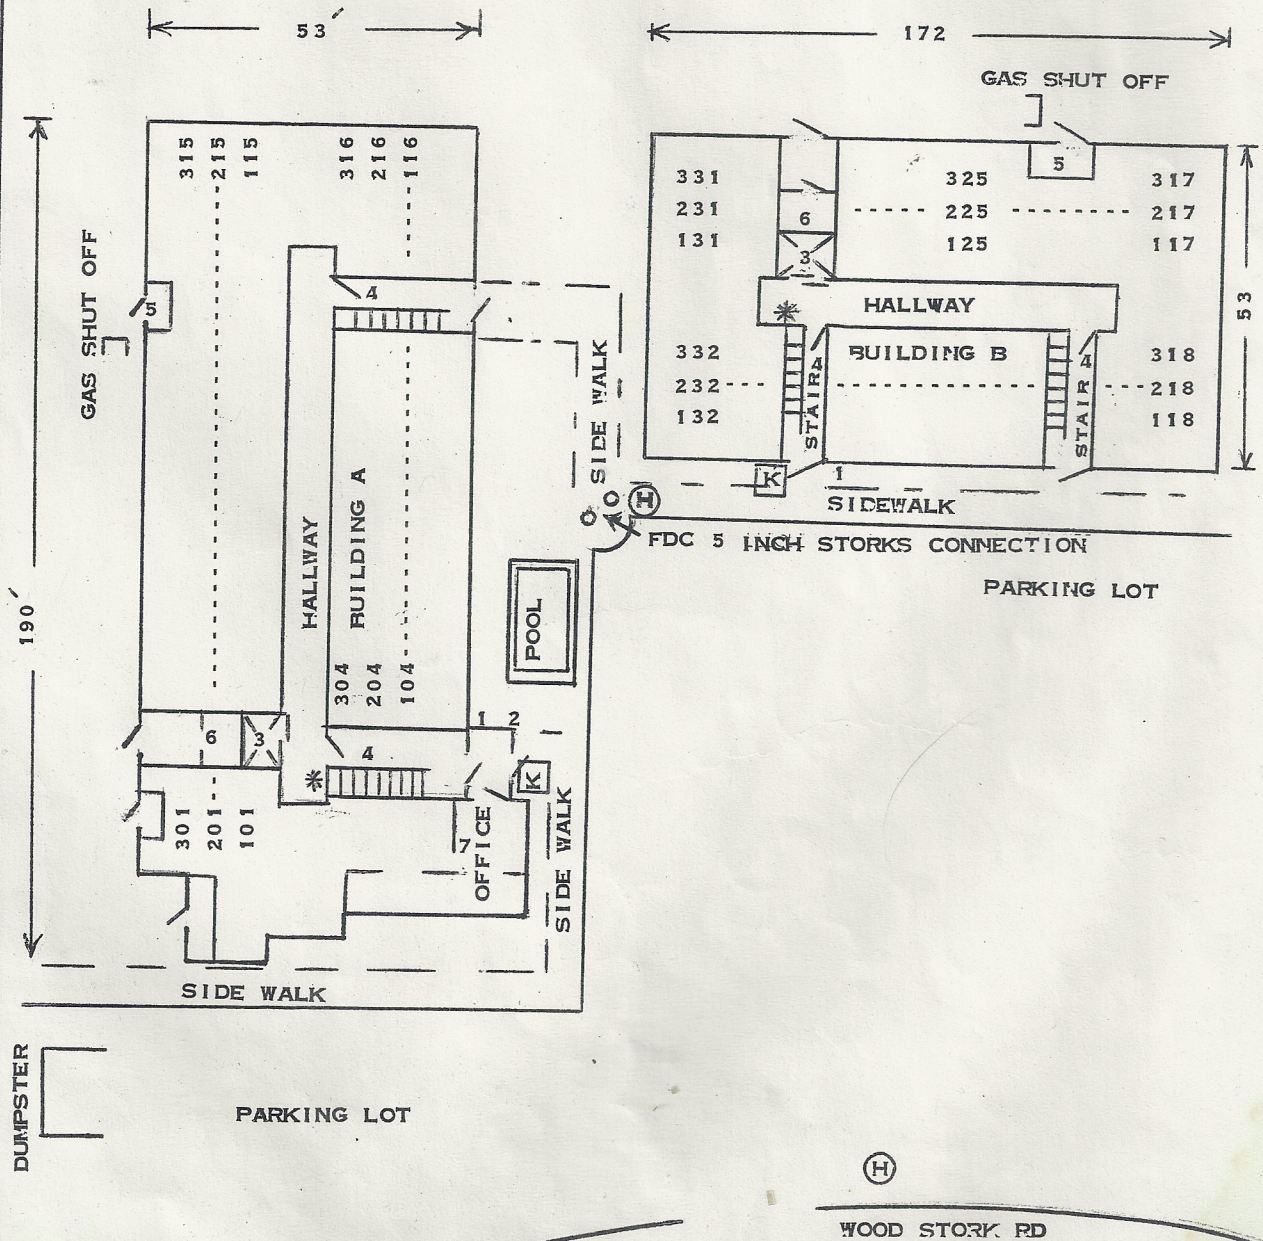 53′
172
GAS SHUT OFF
315
215
115
316
216
116
331
231
131
325
225
125
5
317
217
117
6
3
GAS SHUT OFF
5
4
HALLWAY
✳
53
SIDE WALK
332
232
132
4
STAIR
BUILDING B
4
STAIR
318
218
118
K
1
SIDEWALK
H
FDC 5 INCH STORKS CONNECTION
PARKING LOT
190′
HALLWAY
BUILDING A
POOL
304
204
104
1 2
6
3
4
✳
K
301
201
101
7
OFFICE
SIDE WALK
SIDE WALK
DUMPSTER
PARKING LOT
H
WOOD STORK RD